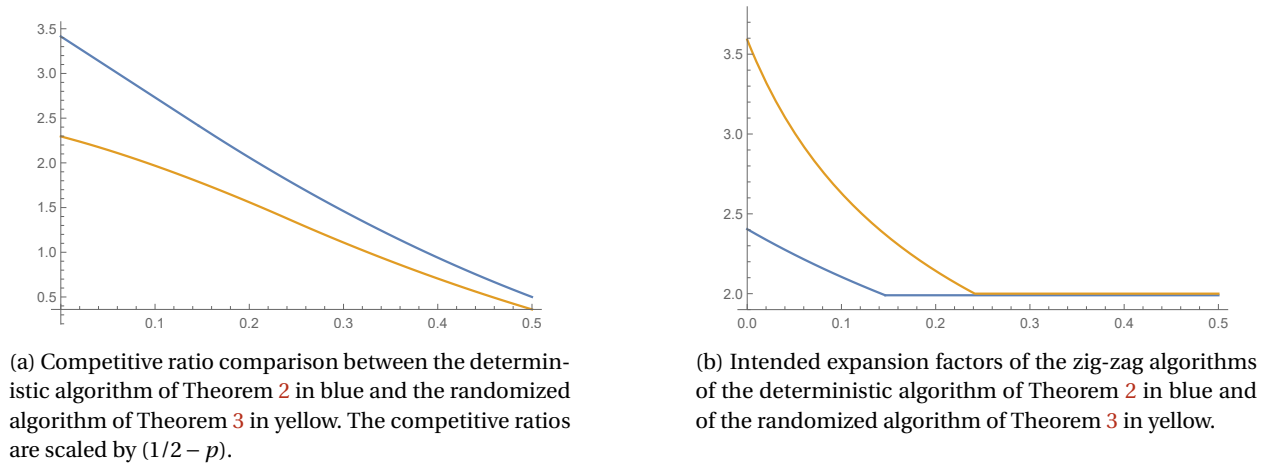 3.5
3.0
2.5
2.0
1.5
1.0
0.5
0.1 0.2 0.3 0.4 0.5
(a) Competitive ratio comparison between the determin-
istic algorithm of Theorem 2 in blue and the randomized
algorithm of Theorem 3 in yellow. The competitive ratios
are scaled by (1/2 − p).
3.5
3.0
2.5
2.0
0.0 0.1 0.2 0.3 0.4 0.5
(b) Intended expansion factors of the zig-zag algorithms
of the deterministic algorithm of Theorem 2 in blue and
of the randomized algorithm of Theorem 3 in yellow.